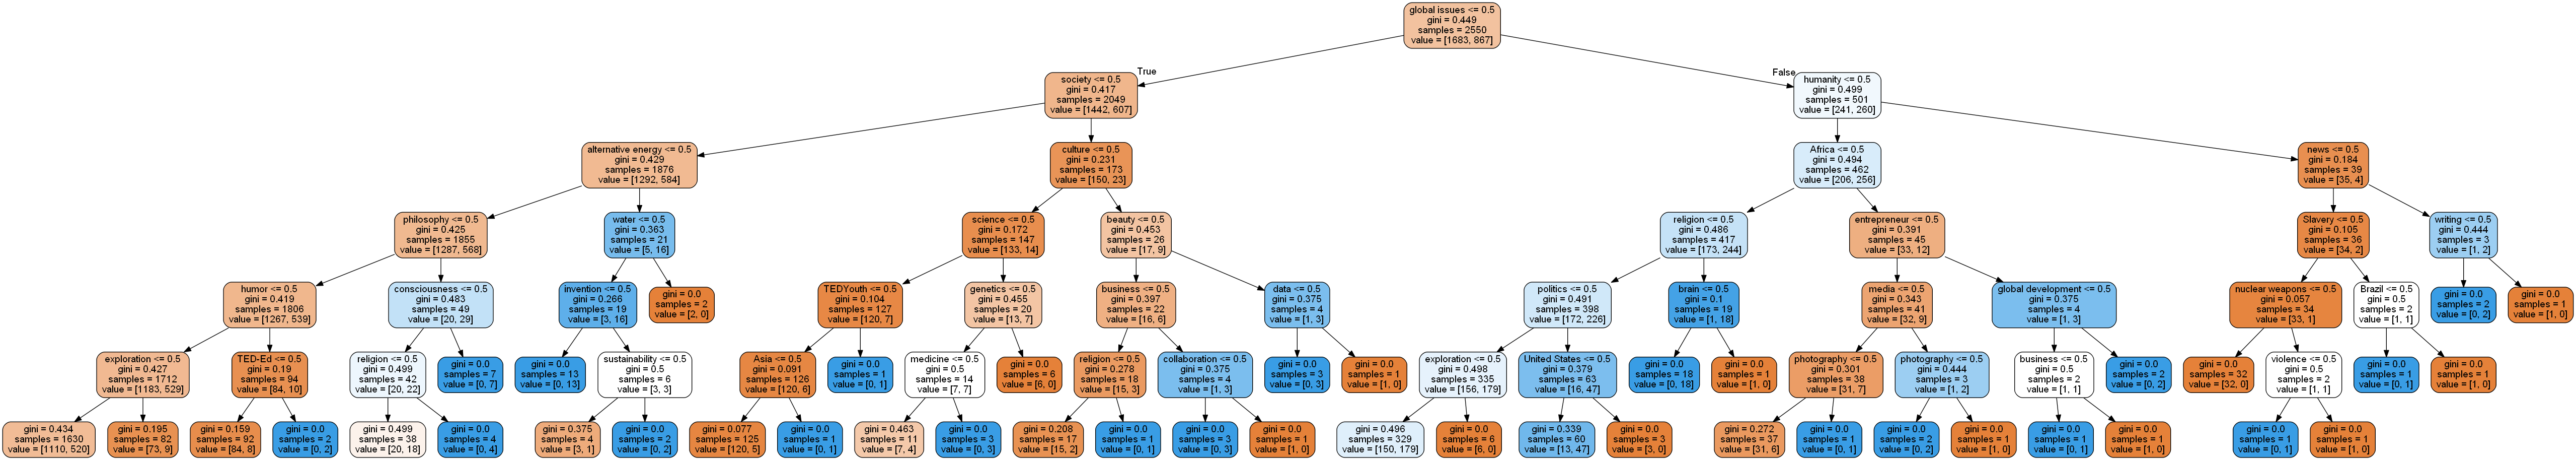 global issues <= 0.5
gini = 0.449
samples = 2550
value = [1683, 867]
True
False
society <= 0.5
gini = 0.417
samples = 2049
value = [1442, 607]
humanity <= 0.5
gini = 0.499
samples = 501
value = [241, 260]
alternative energy <= 0.5
gini = 0.429
samples = 1876
value = [1292, 584]
culture <= 0.5
gini = 0.231
samples = 173
value = [150, 23]
Africa <= 0.5
gini = 0.494
samples = 462
value = [206, 256]
news <= 0.5
gini = 0.184
samples = 39
value = [35, 4]
philosophy <= 0.5
gini = 0.425
samples = 1855
value = [1287, 568]
water <= 0.5
gini = 0.363
samples = 21
value = [5, 16]
science <= 0.5
gini = 0.172
samples = 147
value = [133, 14]
beauty <= 0.5
gini = 0.453
samples = 26
value = [17, 9]
religion <= 0.5
gini = 0.486
samples = 417
value = [173, 244]
entrepreneur <= 0.5
gini = 0.391
samples = 45
value = [33, 12]
Slavery <= 0.5
gini = 0.105
samples = 36
value = [34, 2]
writing <= 0.5
gini = 0.444
samples = 3
value = [1, 2]
humor <= 0.5
gini = 0.419
samples = 1806
value = [1267, 539]
consciousness <= 0.5
gini = 0.483
samples = 49
value = [20, 29]
invention <= 0.5
gini = 0.266
samples = 19
value = [3, 16]
gini = 0.0
samples = 2
value = [2, 0]
TEDYouth <= 0.5
gini = 0.104
samples = 127
value = [120, 7]
genetics <= 0.5
gini = 0.455
samples = 20
value = [13, 7]
business <= 0.5
gini = 0.397
samples = 22
value = [16, 6]
data <= 0.5
gini = 0.375
samples = 4
value = [1, 3]
politics <= 0.5
gini = 0.491
samples = 398
value = [172, 226]
brain <= 0.5
gini = 0.1
samples = 19
value = [1, 18]
media <= 0.5
gini = 0.343
samples = 41
value = [32, 9]
global development <= 0.5
gini = 0.375
samples = 4
value = [1, 3]
nuclear weapons <= 0.5
gini = 0.057
samples = 34
value = [33, 1]
Brazil <= 0.5
gini = 0.5
samples = 2
value = [1, 1]
gini = 0.0
samples = 2
value = [0, 2]
gini = 0.0
samples = 1
value = [1, 0]
exploration <= 0.5
gini = 0.427
samples = 1712
value = [1183, 529]
TED-Ed <= 0.5
gini = 0.19
samples = 94
value = [84, 10]
religion <= 0.5
gini = 0.499
samples = 42
value = [20, 22]
gini = 0.0
samples = 7
value = [0, 7]
gini = 0.0
samples = 13
value = [0, 13]
sustainability <= 0.5
gini = 0.5
samples = 6
value = [3, 3]
Asia <= 0.5
gini = 0.091
samples = 126
value = [120, 6]
gini = 0.0
samples = 1
value = [0, 1]
medicine <= 0.5
gini = 0.5
samples = 14
value = [7, 7]
gini = 0.0
samples = 6
value = [6, 0]
religion <= 0.5
gini = 0.278
samples = 18
value = [15, 3]
collaboration <= 0.5
gini = 0.375
samples = 4
value = [1, 3]
gini = 0.0
samples = 3
value = [0, 3]
gini = 0.0
samples = 1
value = [1, 0]
exploration <= 0.5
gini = 0.498
samples = 335
value = [156, 179]
United States <= 0.5
gini = 0.379
samples = 63
value = [16, 47]
gini = 0.0
samples = 18
value = [0, 18]
gini = 0.0
samples = 1
value = [1, 0]
photography <= 0.5
gini = 0.301
samples = 38
value = [31, 7]
photography <= 0.5
gini = 0.444
samples = 3
value = [1, 2]
business <= 0.5
gini = 0.5
samples = 2
value = [1, 1]
gini = 0.0
samples = 2
value = [0, 2]
gini = 0.0
samples = 32
value = [32, 0]
violence <= 0.5
gini = 0.5
samples = 2
value = [1, 1]
gini = 0.0
samples = 1
value = [0, 1]
gini = 0.0
samples = 1
value = [1, 0]
gini = 0.434
samples = 1630
value = [1110, 520]
gini = 0.195
samples = 82
value = [73, 9]
gini = 0.159
samples = 92
value = [84, 8]
gini = 0.0
samples = 2
value = [0, 2]
gini = 0.499
samples = 38
value = [20, 18]
gini = 0.0
samples = 4
value = [0, 4]
gini = 0.375
samples = 4
value = [3, 1]
gini = 0.0
samples = 2
value = [0, 2]
gini = 0.077
samples = 125
value = [120, 5]
gini = 0.0
samples = 1
value = [0, 1]
gini = 0.463
samples = 11
value = [7, 4]
gini = 0.0
samples = 3
value = [0, 3]
gini = 0.208
samples = 17
value = [15, 2]
gini = 0.0
samples = 1
value = [0, 1]
gini = 0.0
samples = 3
value = [0, 3]
gini = 0.0
samples = 1
value = [1, 0]
gini = 0.496
samples = 329
value = [150, 179]
gini = 0.0
samples = 6
value = [6, 0]
gini = 0.339
samples = 60
value = [13, 47]
gini = 0.0
samples = 3
value = [3, 0]
gini = 0.272
samples = 37
value = [31, 6]
gini = 0.0
samples = 1
value = [0, 1]
gini = 0.0
samples = 2
value = [0, 2]
gini = 0.0
samples = 1
value = [1, 0]
gini = 0.0
samples = 1
value = [0, 1]
gini = 0.0
samples = 1
value = [1, 0]
gini = 0.0
samples = 1
value = [0, 1]
gini = 0.0
samples = 1
value = [1, 0]